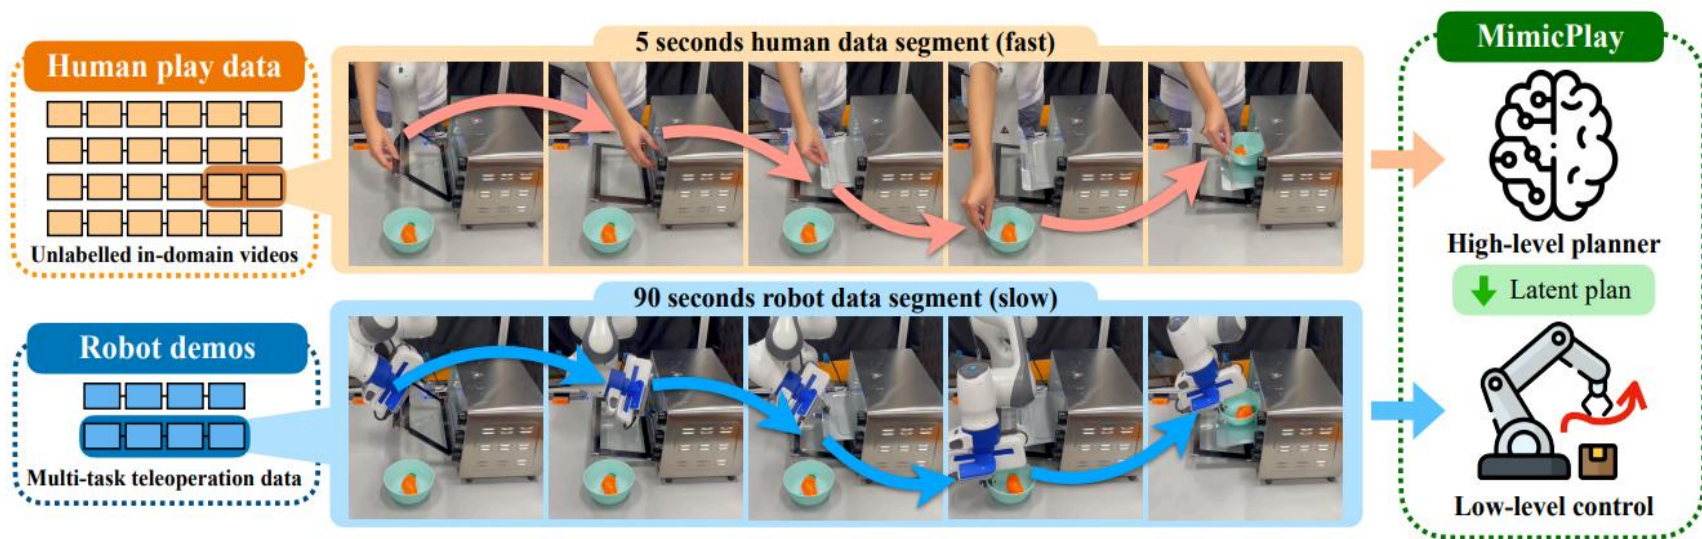 Human play data
Unlabelled in-domain videos
5 seconds human data segment (fast)
Robot demos
Multi-task teleoperation data
90 seconds robot data segment (slow)
MimicPlay
High-level planner
Latent plan
Low-level control